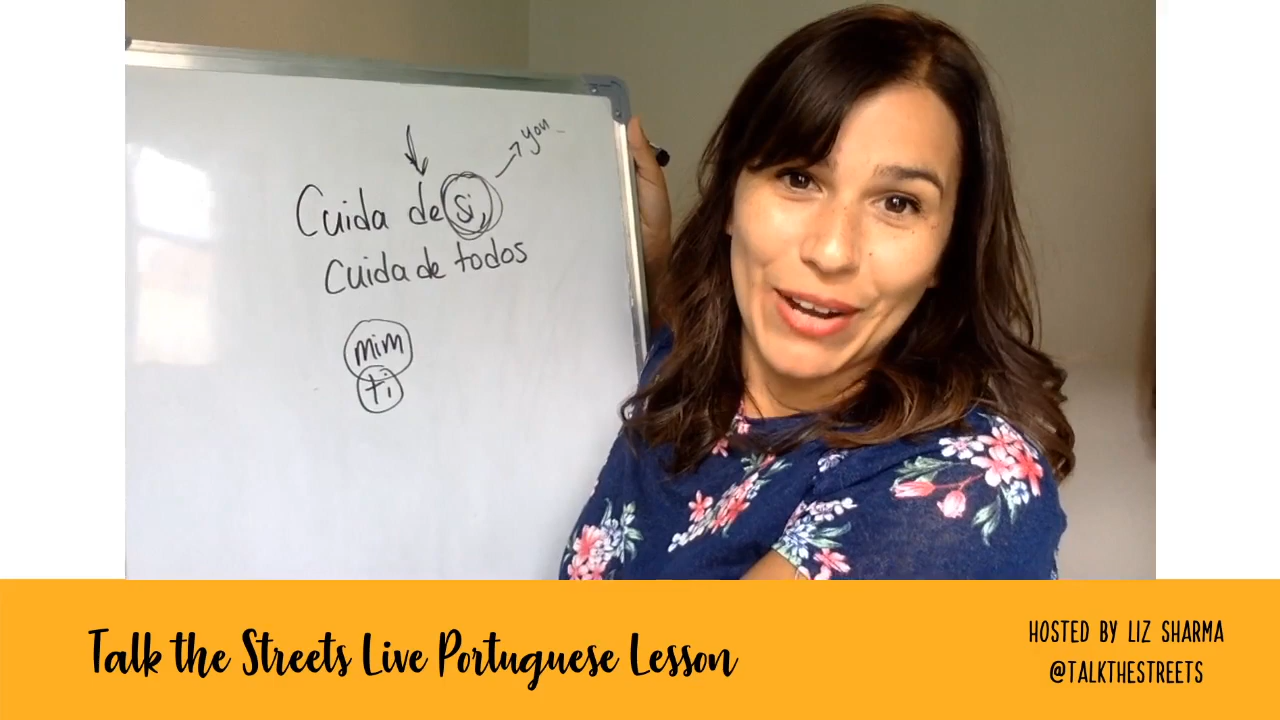 you
Cuida de si,
Cuida de todos
mim
ti
Talk the Streets Live Portuguese Lesson
HOSTED BY LIZ SHARMA
@TALKTHESTREETS